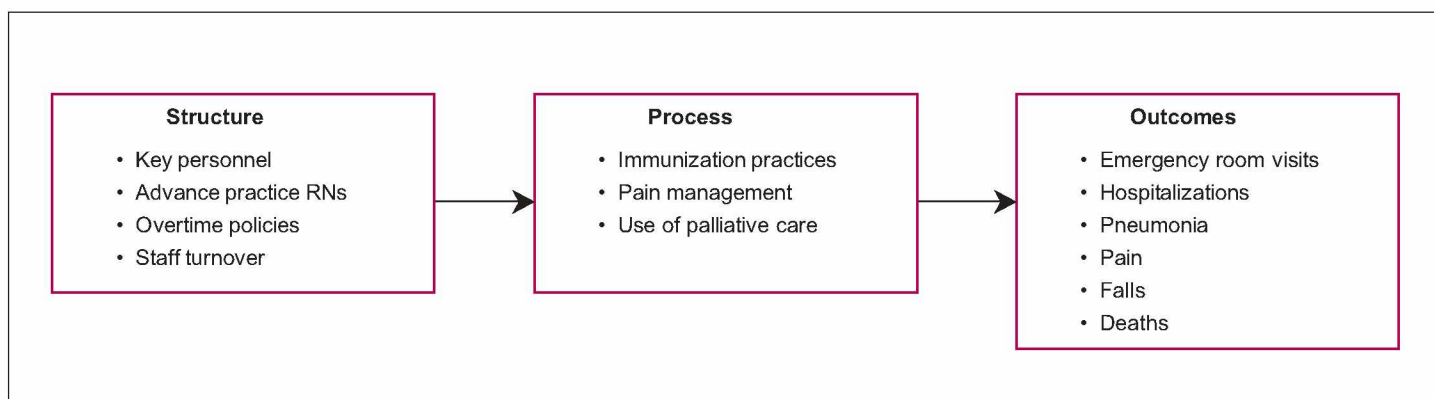 Structure
• Key personnel
• Advance practice RNs
• Overtime policies
• Staff turnover
Process
• Immunization practices
• Pain management
• Use of palliative care
Outcomes
• Emergency room visits
• Hospitalizations
• Pneumonia
• Pain
• Falls
• Deaths